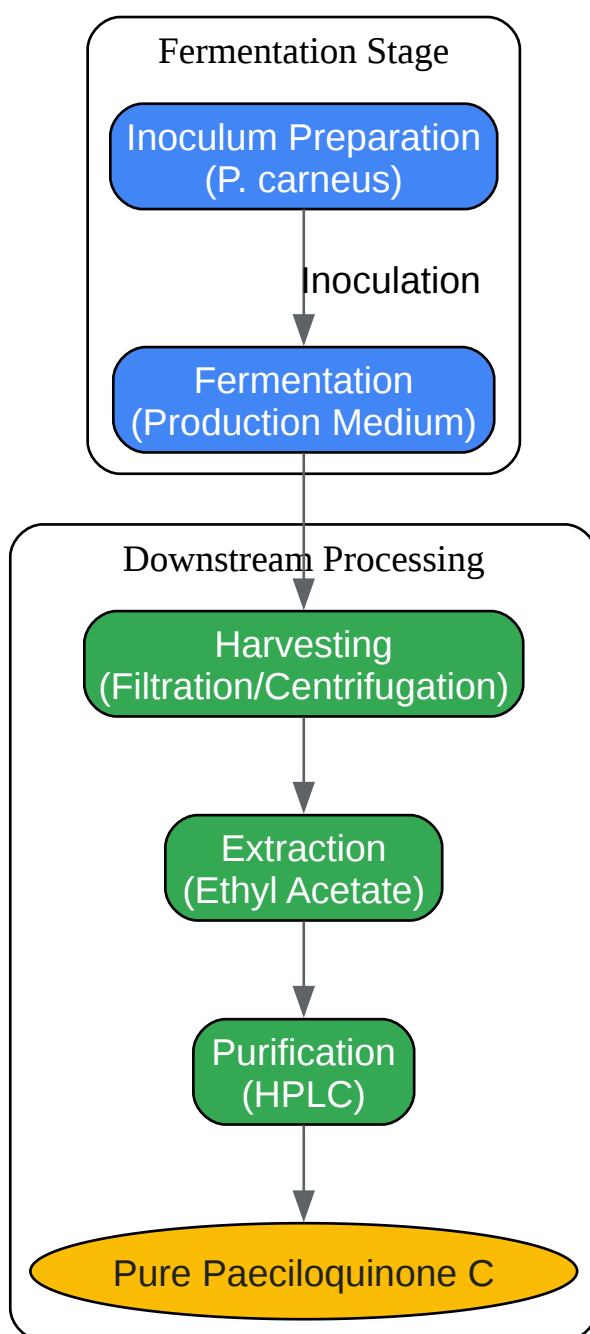 Fermentation Stage
Inoculum Preparation
(P. carneus)
Inoculation
Fermentation
(Production Medium)
Downstream Processing
Harvesting
(Filtration/Centrifugation)
Extraction
(Ethyl Acetate)
Purification
(HPLC)
Pure Paeciloquinone C